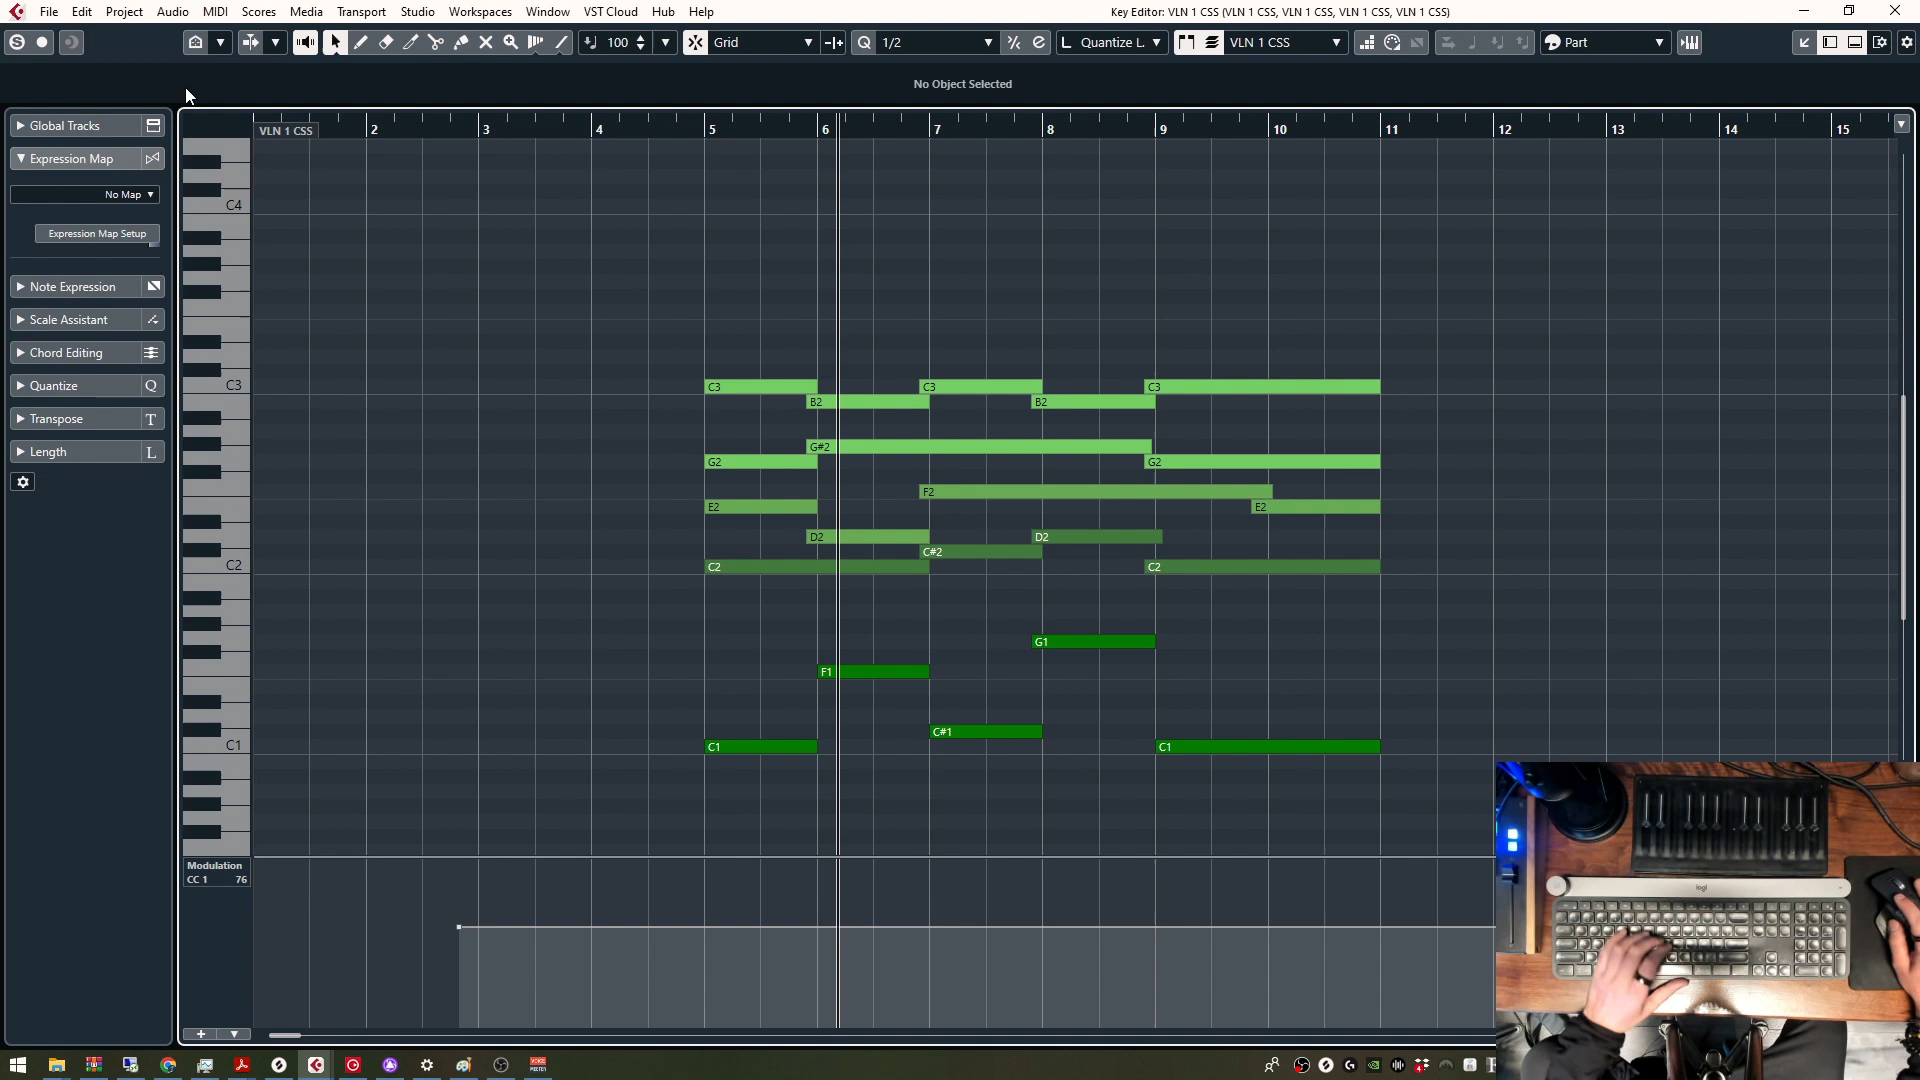 File Edit Project Audio MIDI Scores Media Transport Studio Workspaces Window VST Cloud Hub Help
Key Editor: VLN 1 CSS (VLN 1 CSS, VLN 1 CSS, VLN 1 CSS, VLN 1 CSS)
100 Grid Q 1/2 L Quantize L. VLN 1 CSS Part
No Object Selected
Global Tracks
Expression Map
No Map
Expression Map Setup
Note Expression
Scale Assistant
Chord Editing
Quantize Q
Transpose T
Length L
VLN 1 CSS 2 3 4 5 6 7 8 9 10 11 12 13 14 15
C4
C3
C2
C1
C3 C3 C3
B2 B2
G#2
G2 G2
F2
E2 E2
D2 D2
C#2
C2 C2
G1
F1
C#1
C1 C1
Modulation
CC 1 76
logi